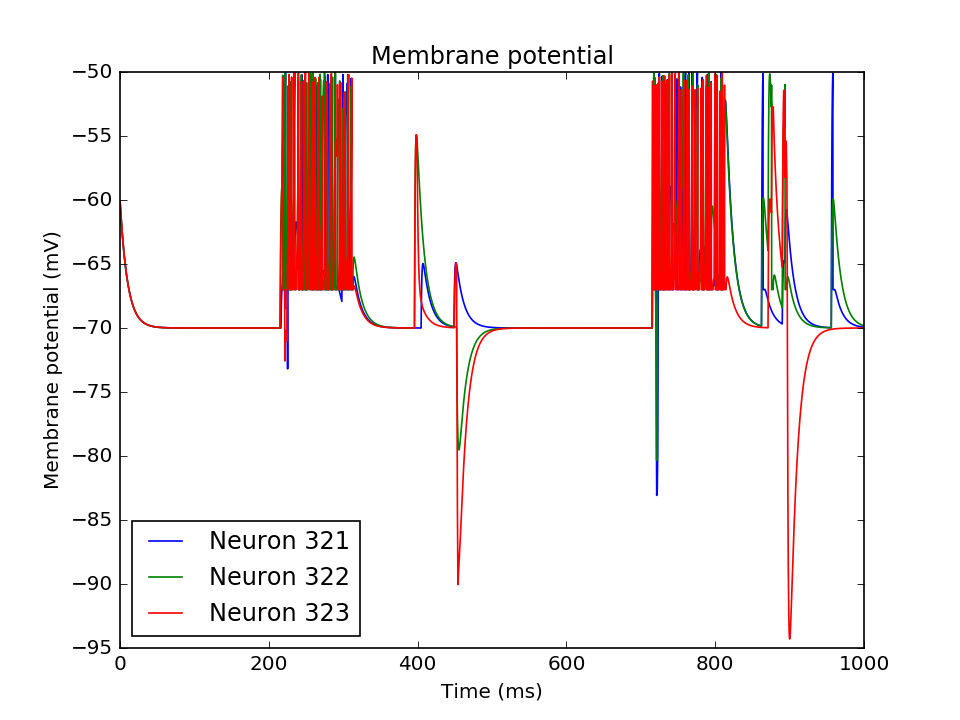 Membrane potential
Membrane potential (mV)
−50
−55
−60
−65
−70
−75
−80
−85
−90
−95
Neuron 321
Neuron 322
Neuron 323
0 200 400 600 800 1000
Time (ms)